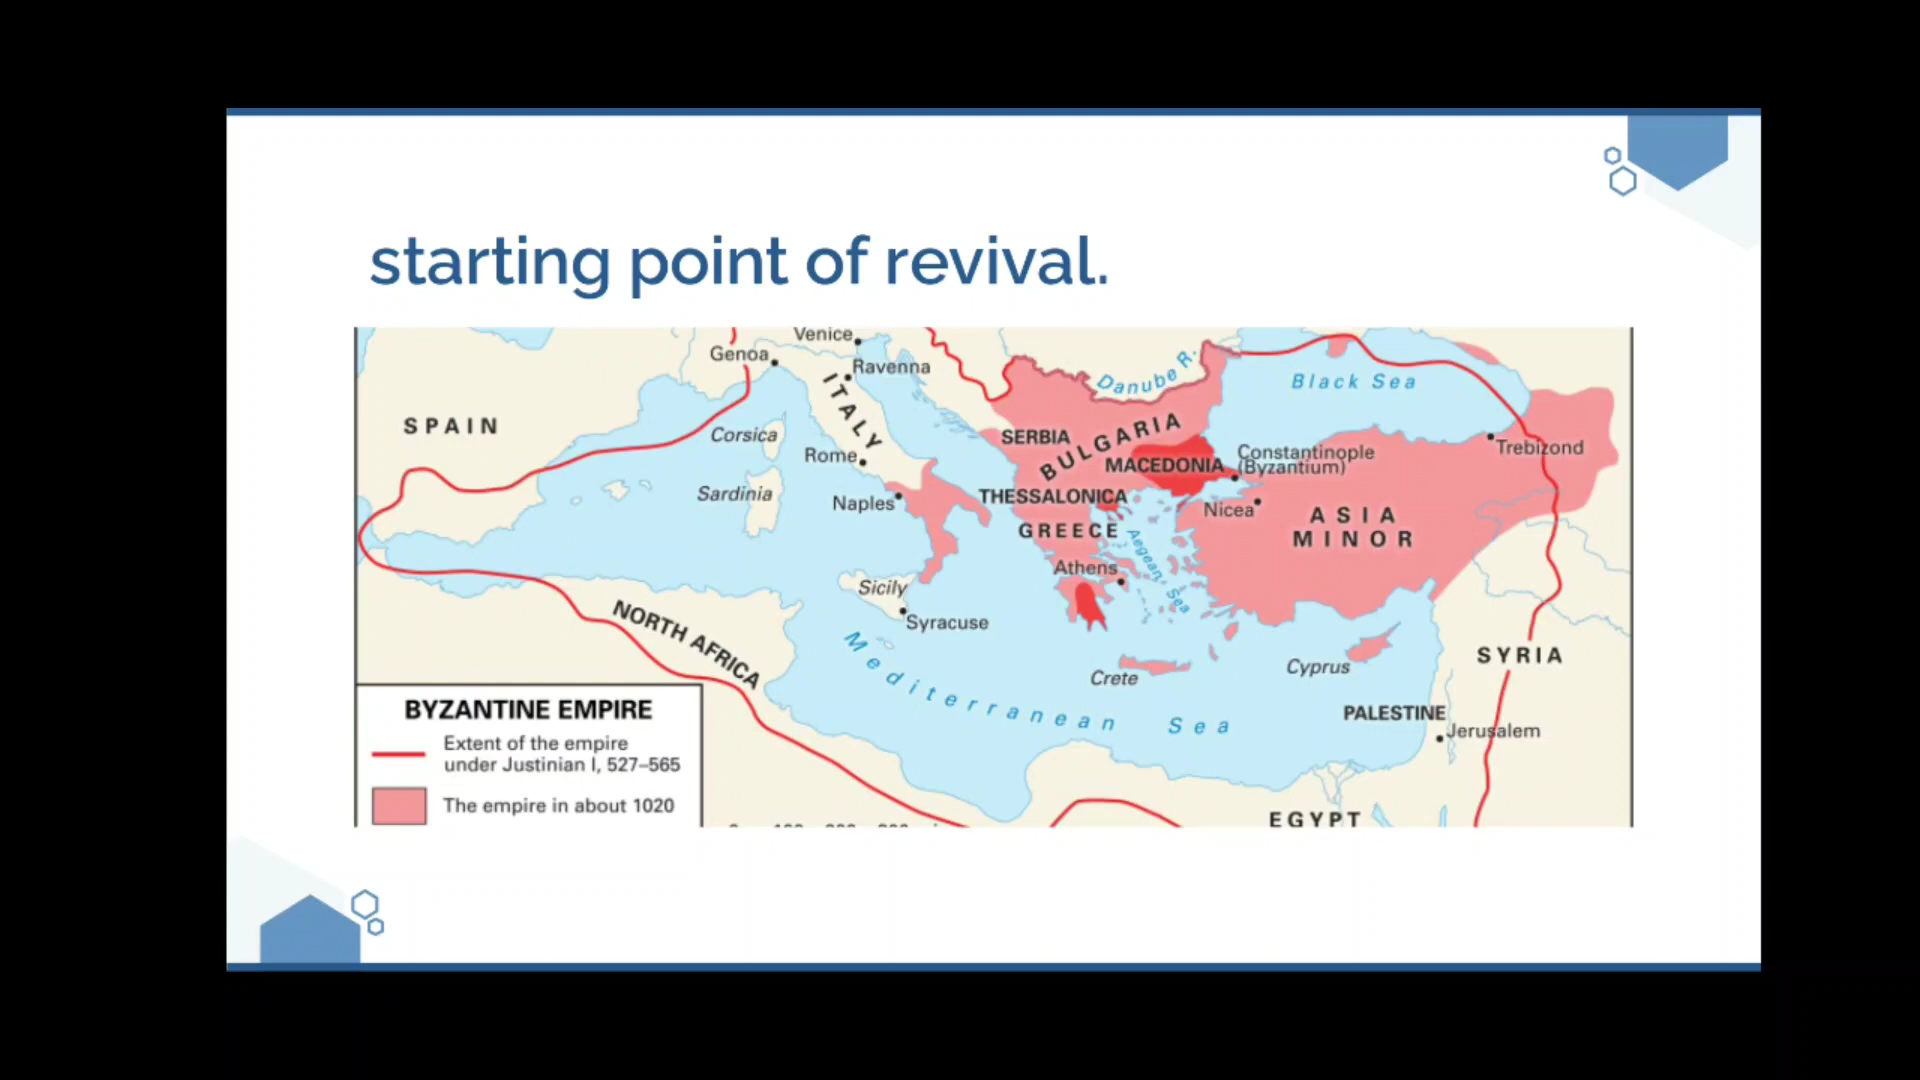 starting point of revival.
Venice
Genoa
Ravenna
ITALY
Danube R.
Black Sea
SPAIN
Corsica
SERBIA
BULGARIA
Constantinople
(Byzantium)
Trebizond
Rome
MACEDONIA
Sardinia
Naples
THESSALONICA
Nicea
ASIA
MINOR
GREECE
Aegean Sea
Athens
Sicily
Syracuse
NORTH AFRICA
Mediterranean Sea
Crete
Cyprus
SYRIA
PALESTINE
Jerusalem
EGYPT
BYZANTINE EMPIRE
Extent of the empire
under Justinian I, 527–565
The empire in about 1020